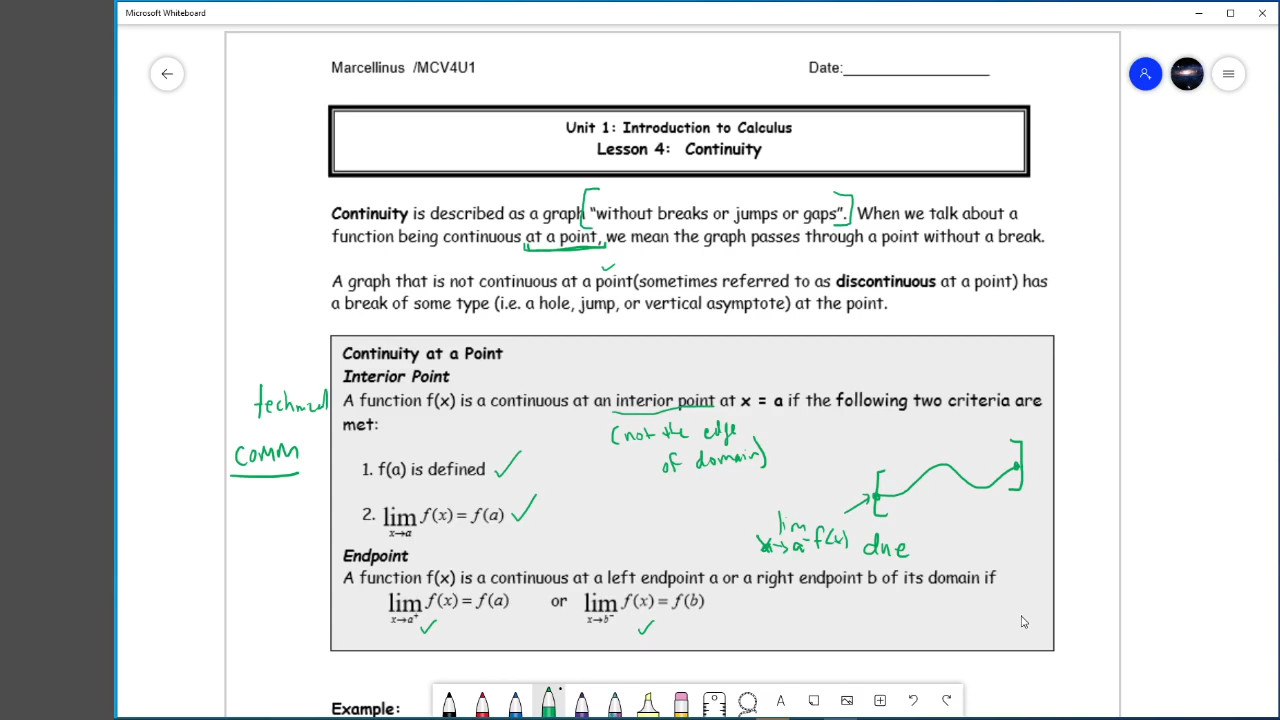 Microsoft Whiteboard
Marcellinus /MCV4U1
Date:__________________
Unit 1: Introduction to Calculus
Lesson 4: Continuity
Continuity is described as a graph "without breaks or jumps or gaps". When we talk about a
function being continuous at a point, we mean the graph passes through a point without a break.
A graph that is not continuous at a point(sometimes referred to as discontinuous at a point) has
a break of some type (i.e. a hole, jump, or vertical asymptote) at the point.
Continuity at a Point
Interior Point
technical
A function f(x) is a continuous at an interior point at x = a if the following two criteria are
met:
(not the edge
of domain)
comm
1. f(a) is defined
2. lim x→a f(x) = f(a)
lim x→a⁻ f(x) dne
Endpoint
A function f(x) is a continuous at a left endpoint a or a right endpoint b of its domain if
lim x→a⁺ f(x) = f(a) or lim x→b⁻ f(x) = f(b)
Example:
A